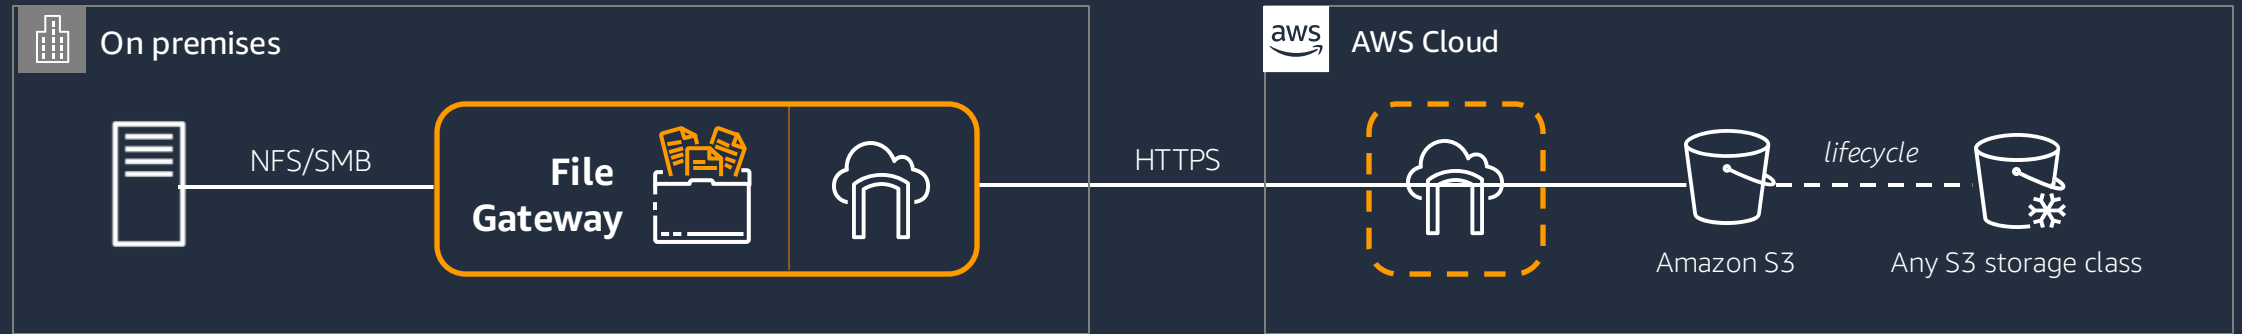 On premises
aws
AWS Cloud
NFS/SMB
File
Gateway
HTTPS
lifecycle
Amazon S3
Any S3 storage class